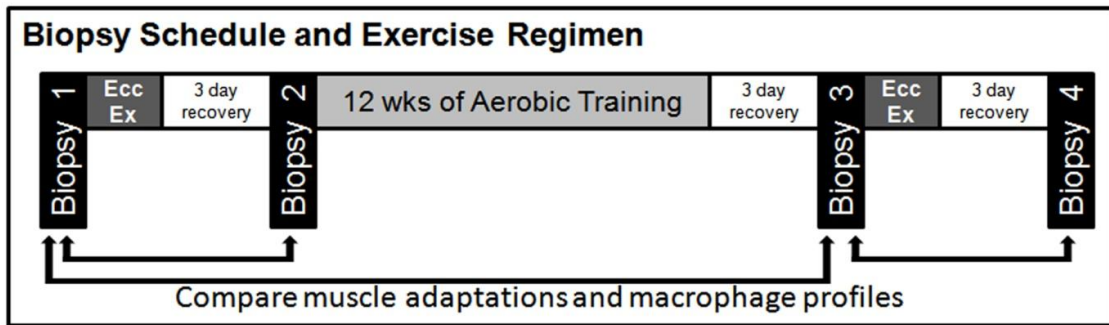 Biopsy Schedule and Exercise Regimen
Biopsy 1
Ecc
Ex
3 day
recovery
Biopsy 2
12 wks of Aerobic Training
3 day
recovery
Biopsy 3
Ecc
Ex
3 day
recovery
Biopsy 4
Compare muscle adaptations and macrophage profiles